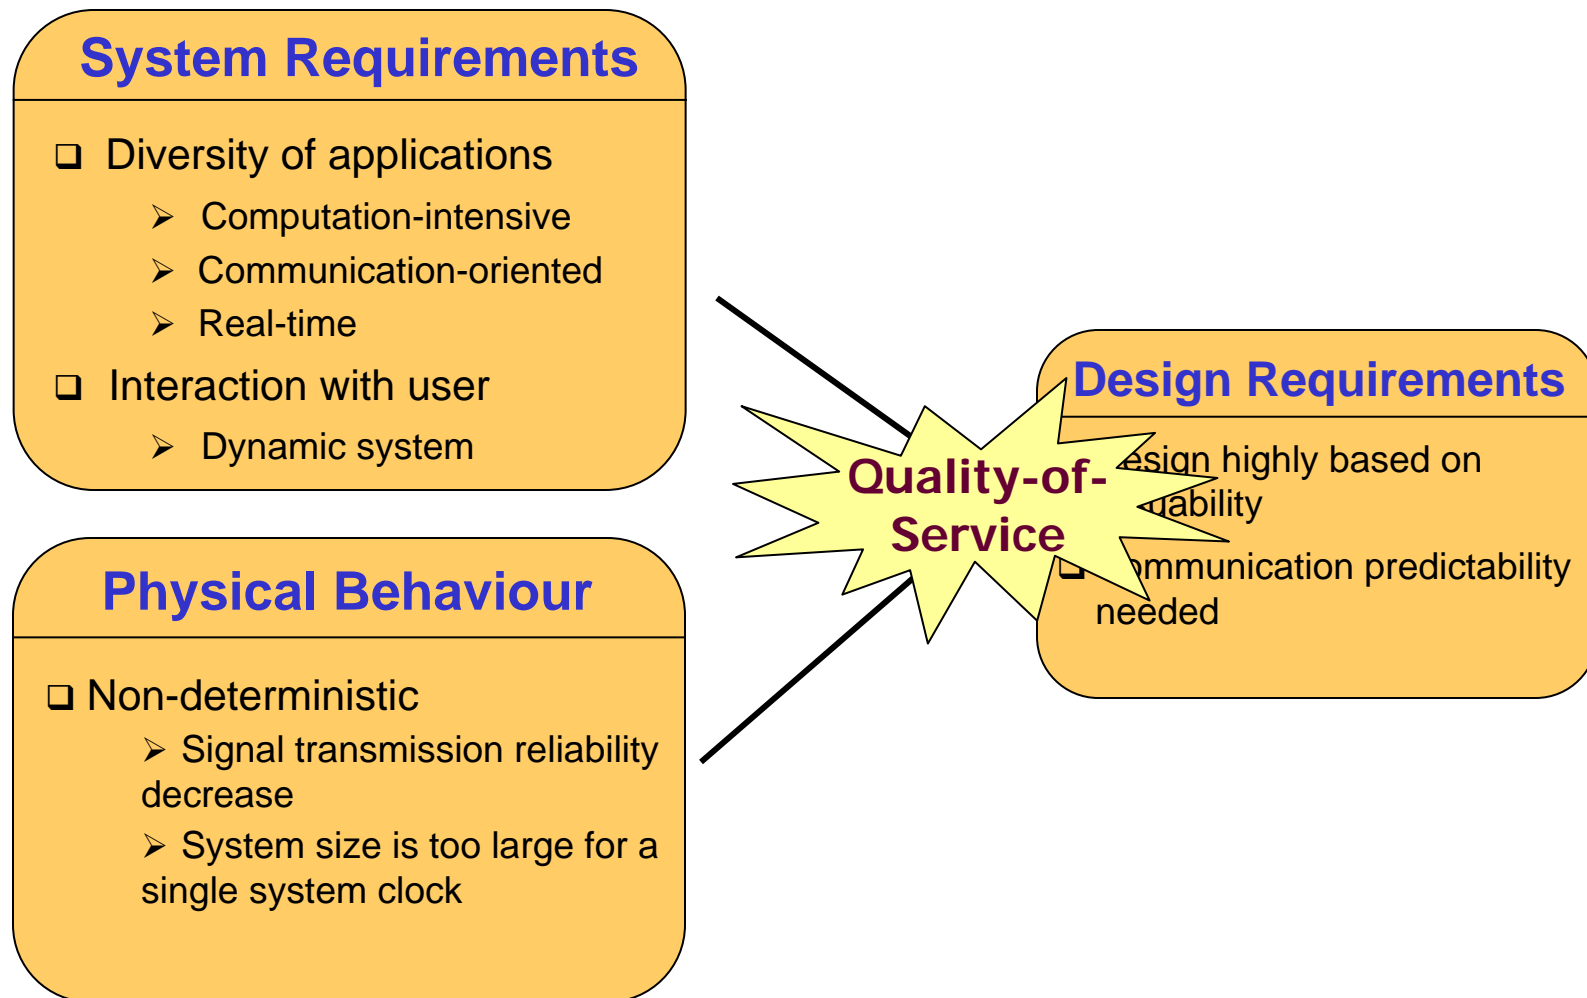 System Requirements
❑ Diversity of applications
➢ Computation-intensive
➢ Communication-oriented
➢ Real-time
❑ Interaction with user
➢ Dynamic system
Physical Behaviour
❑ Non-deterministic
➢ Signal transmission reliability
decrease
➢ System size is too large for a
single system clock
Quality-of-
Service
Design Requirements
highly based on
predictability
needed